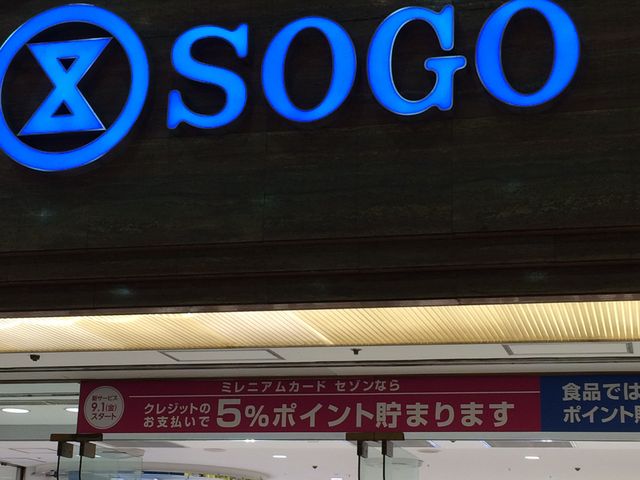 SOGO
ミレニアムカード セゾンなら
新サービス
9.1(金)
スタート
クレジットの
お支払いで
5%ポイント貯まります
食品では
ポイント